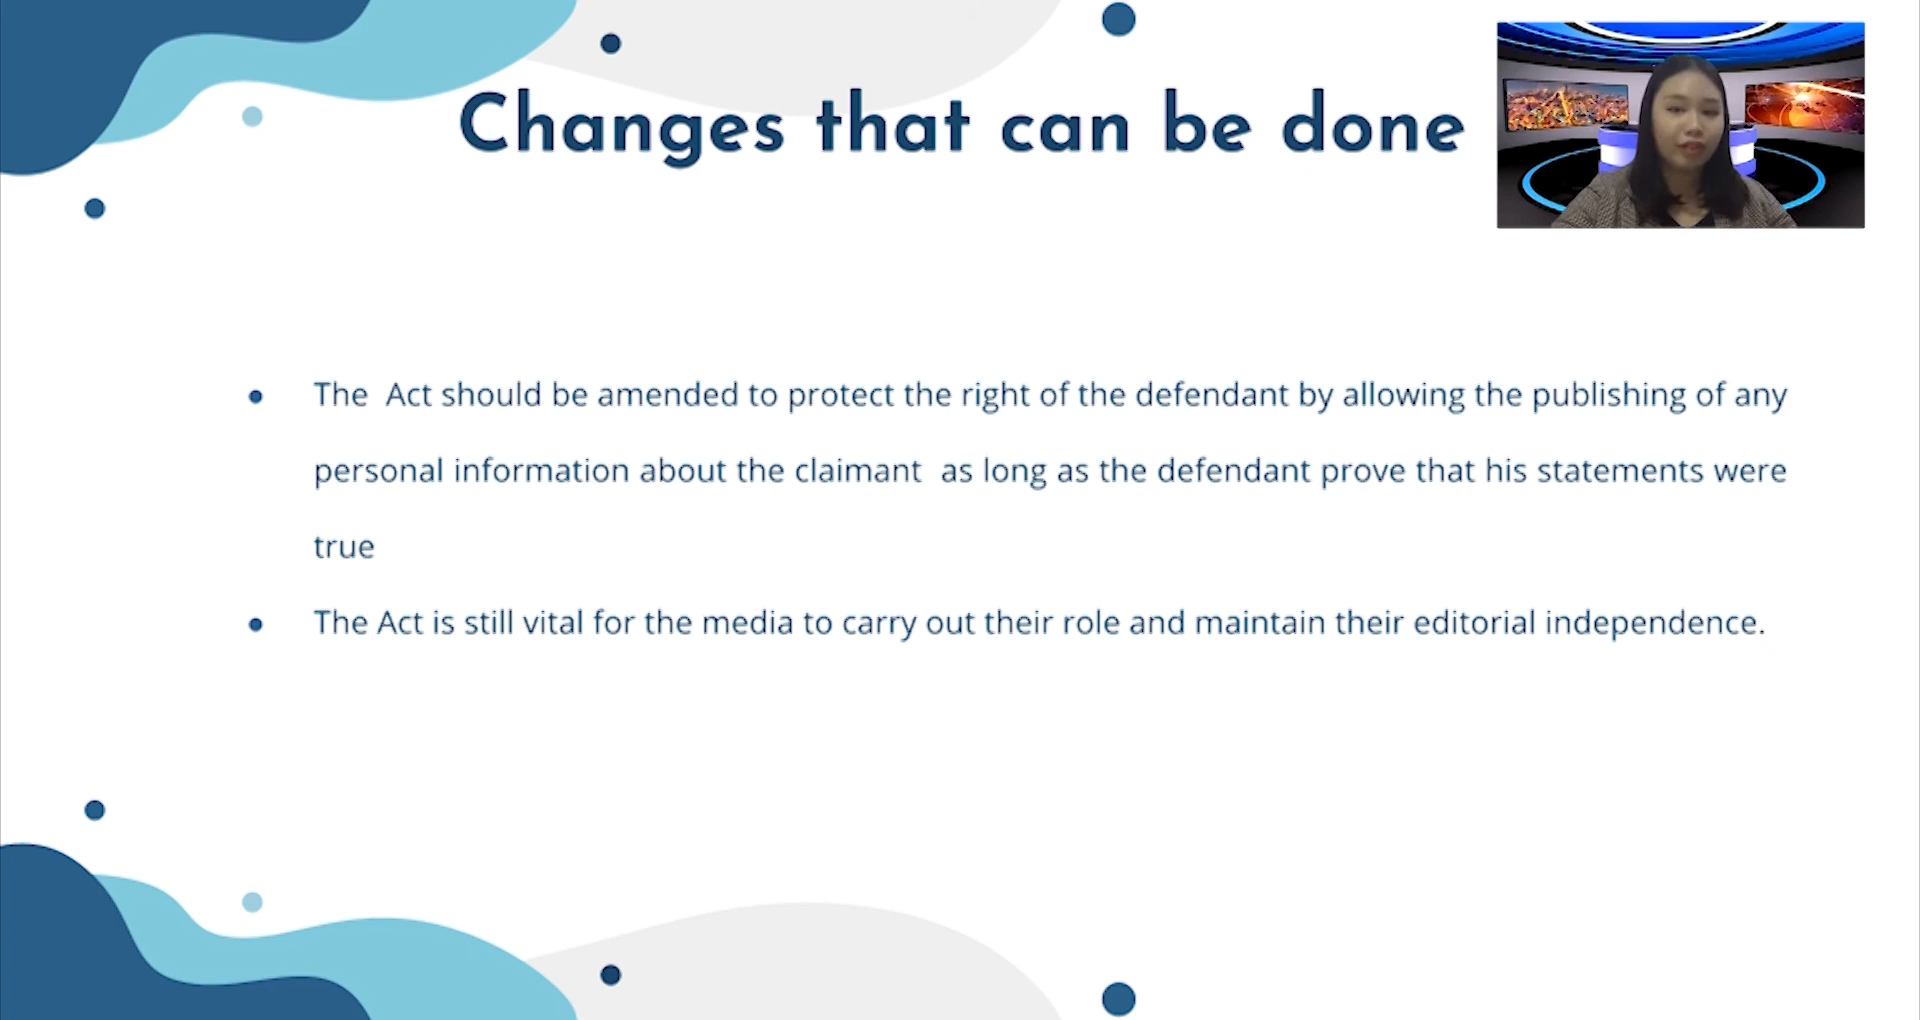 Changes that can be done
The Act should be amended to protect the right of the defendant by allowing the publishing of any
personal information about the claimant as long as the defendant prove that his statements were
true
The Act is still vital for the media to carry out their role and maintain their editorial independence.